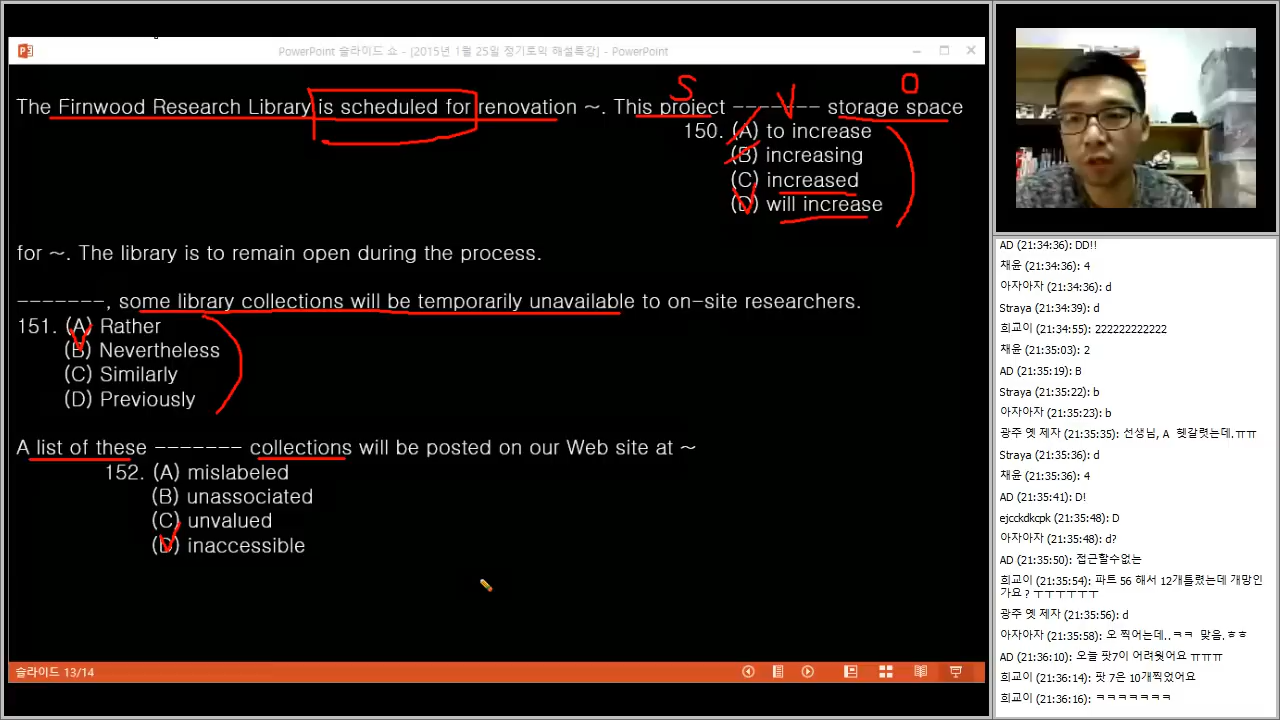 PowerPoint 슬라이드 쇼 - [2015년 1월 25일 정기토익 해설특강] - PowerPoint
S
V
O
The Firnwood Research Library is scheduled for renovation ~. This project ------- storage space
150. (A) to increase
(B) increasing
(C) increased
(D) will increase
for ~. The library is to remain open during the process.
-------, some library collections will be temporarily unavailable to on-site researchers.
151. (A) Rather
(B) Nevertheless
(C) Similarly
(D) Previously
A list of these ------- collections will be posted on our Web site at ~
152. (A) mislabeled
(B) unassociated
(C) unvalued
(D) inaccessible
슬라이드 13/14
AD (21:34:36): DD!!
채윤 (21:34:36): 4
아자아자 (21:34:36): d
Straya (21:34:39): d
희교이 (21:34:55): 222222222222
채윤 (21:35:03): 2
AD (21:35:19): B
Straya (21:35:22): b
아자아자 (21:35:23): b
광주 옛 제자 (21:35:35): 선생님, A 헷갈렸는데.ㅠㅠ
Straya (21:35:36): d
채윤 (21:35:36): 4
AD (21:35:41): D!
ejcckdkcpk (21:35:48): D
아자아자 (21:35:48): d?
AD (21:35:50): 접근할수없는
희교이 (21:35:54): 파트 56 해서 12개틀렸는데 개망인
가요 ? ㅜㅜㅜㅜㅜㅜ
광주 옛 제자 (21:35:56): d
아자아자 (21:35:58): 오 찍어는데..ㅋㅋ 맞음.ㅎㅎ
AD (21:36:10): 오늘 팟7이 어려웟어요 ㅠㅠㅠ
희교이 (21:36:14): 팟 7은 10개찍었어요
희교이 (21:36:16): ㅋㅋㅋㅋㅋㅋㅋ